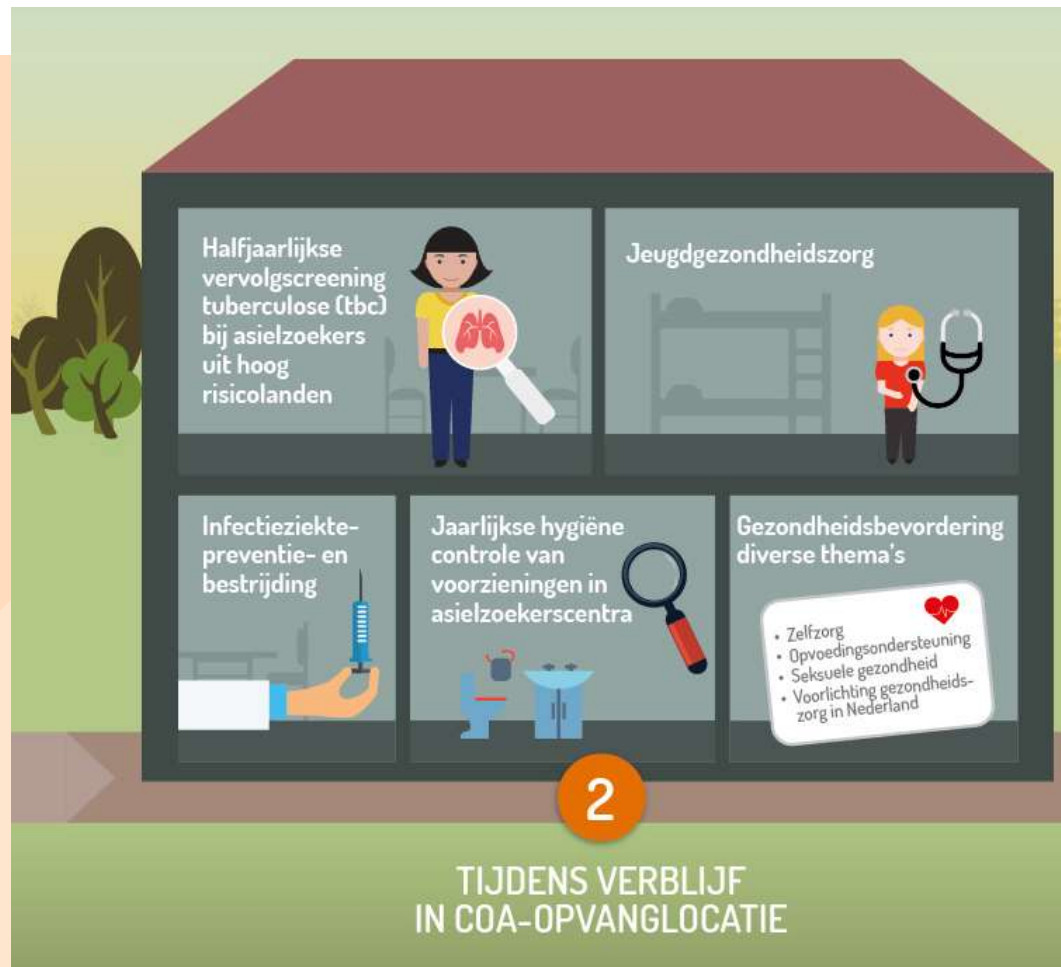 Halfjaarlijkse
vervolgscreening
tuberculose (tbc)
bij asielzoekers
uit hoog
risicolanden
Jeugdgezondheidszorg
Infectieziekte-
preventie- en
bestrijding
Jaarlijkse hygiëne
controle van
voorzieningen in
asielzoekerscentra
Gezondheidsbevordering
diverse thema's
• Zelfzorg
• Opvoedingsondersteuning
• Seksuele gezondheid
• Voorlichting gezondheids-
zorg in Nederland
2
TIJDENS VERBLIJF
IN COA-OPVANGLOCATIE